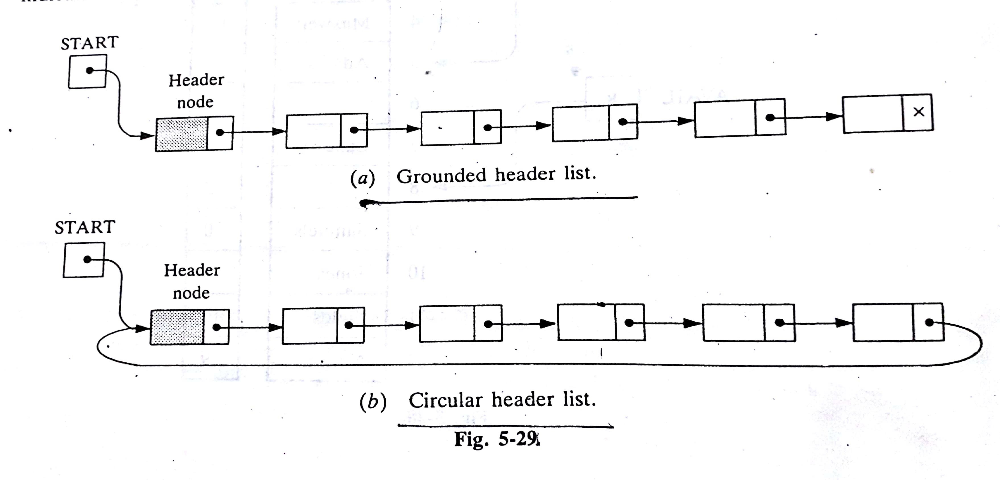 START
Header
node
×
(a) Grounded header list.
START
Header
node
(b) Circular header list.
Fig. 5-29